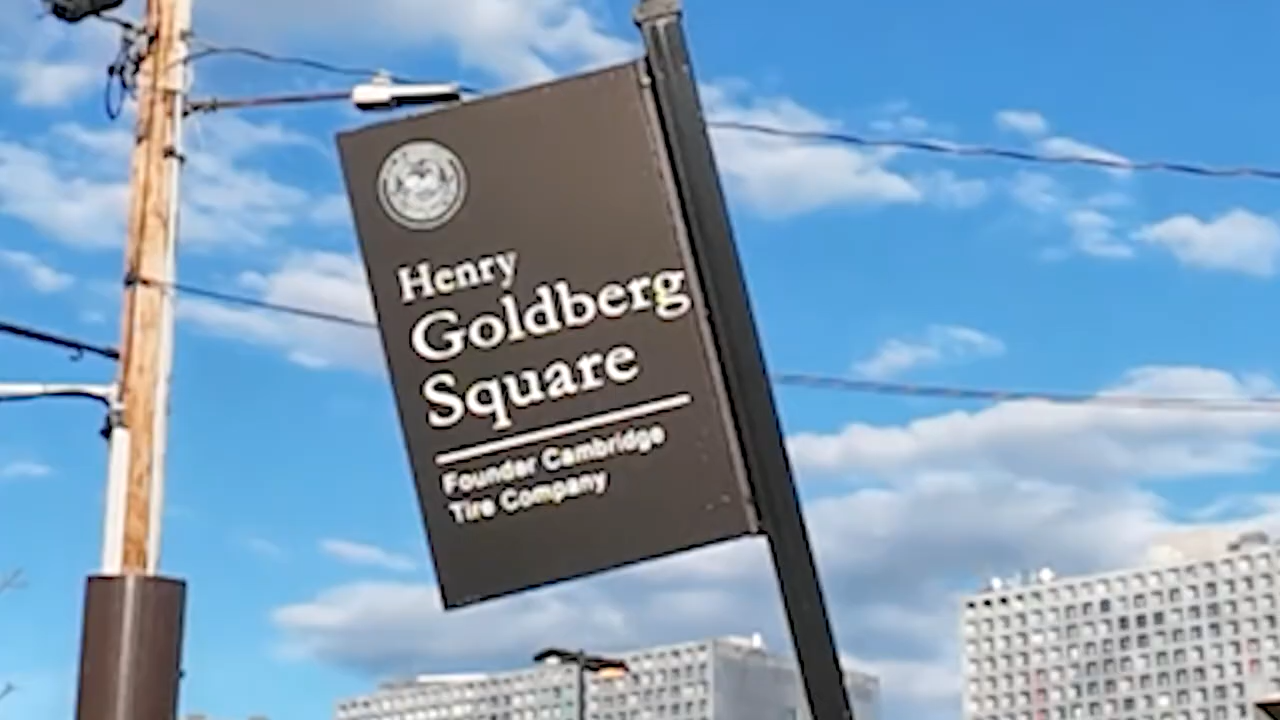 Henry
Goldberg
Square
Founder Cambridge
Tire Company